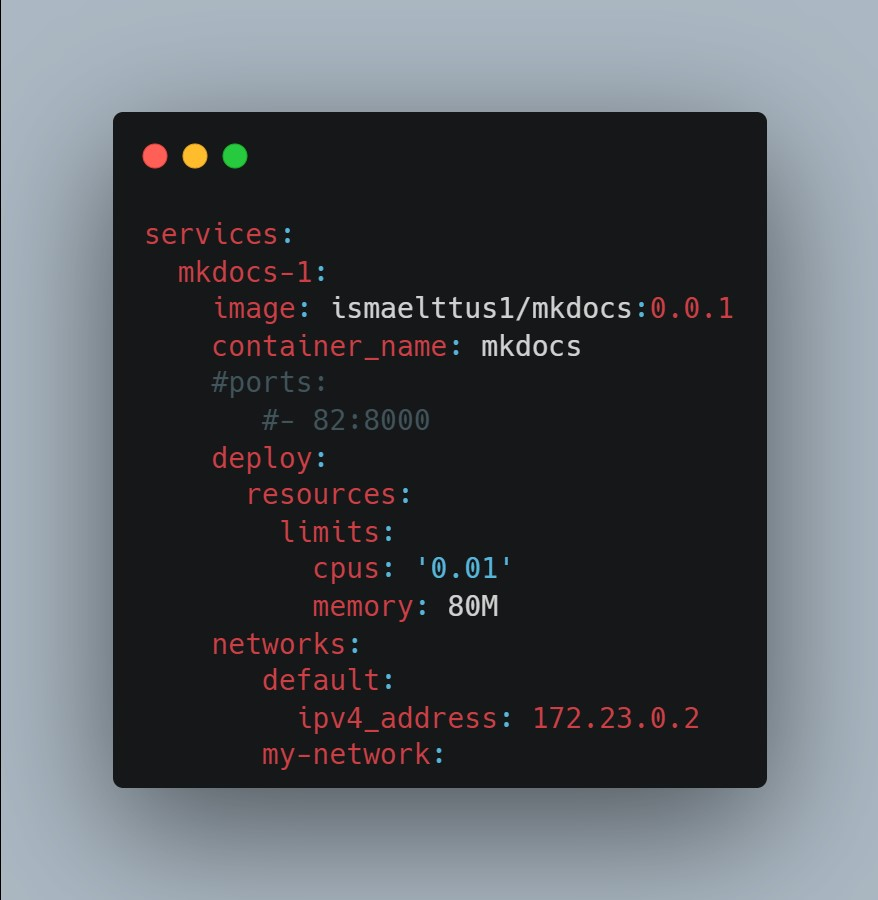 services:
  mkdocs-1:
    image: ismaelttus1/mkdocs:0.0.1
    container_name: mkdocs
    #ports:
       #- 82:8000
    deploy:
      resources:
        limits:
          cpus: '0.01'
          memory: 80M
    networks:
       default:
         ipv4_address: 172.23.0.2
       my-network: